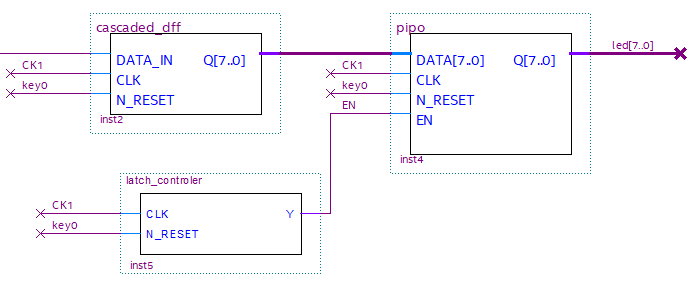 cascaded_dff
DATA_IN Q[7..0]
CK1 CLK
key0 N_RESET
inst2
pipo
DATA[7..0] Q[7..0]
CK1 CLK
key0 N_RESET
EN EN
inst4
led[7..0]
latch_controler
CK1 CLK Y
key0 N_RESET
inst5